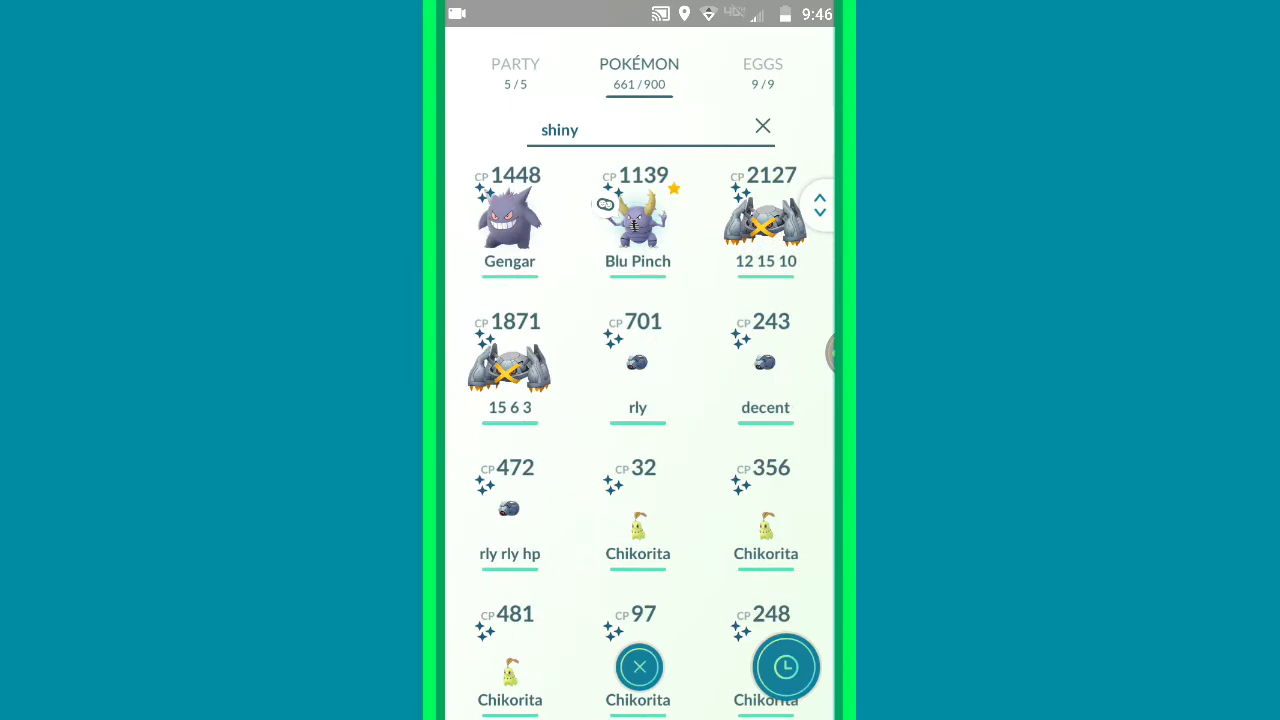 9:46
PARTY POKÉMON EGGS
5 / 5 661 / 900 9 / 9
shiny
CP 1448 CP 1139 CP 2127
Gengar Blu Pinch 12 15 10
CP 1871 CP 701 CP 243
15 6 3 rly decent
CP 472 CP 32 CP 356
rly rly hp Chikorita Chikorita
CP 481 CP 97 CP 248
Chikorita Chikorita Chikorita